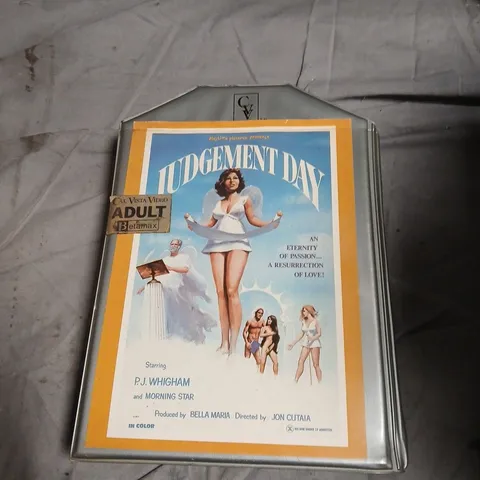 CV
JUDGEMENT DAY
CAL VISTA VIDEO
ADULT
Betamax
AN
ETERNITY
OF PASSION...
A RESURRECTION
OF LOVE!
Starring
P.J. WHIGHAM
and MORNING STAR
Produced by BELLA MARIA Directed by JON CUTAIA
IN COLOR
X